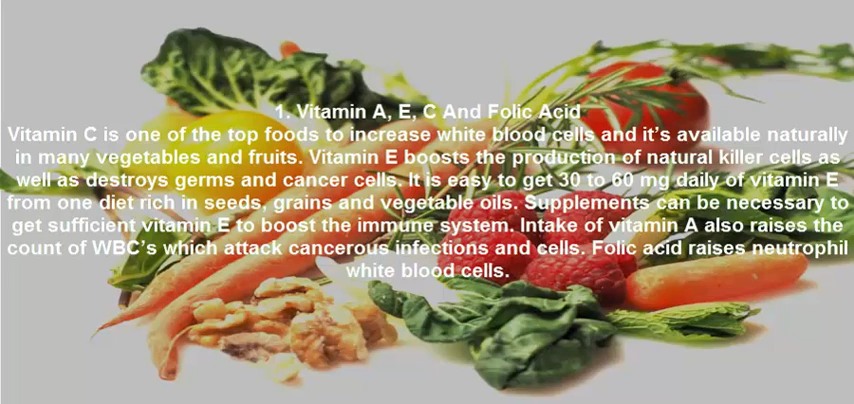 1. Vitamin A, E, C And Folic Acid
Vitamin C is one of the top foods to increase white blood cells and it's available naturally
in many vegetables and fruits. Vitamin E boosts the production of natural killer cells as
well as destroys germs and cancer cells. It is easy to get 30 to 60 mg daily of vitamin E
from one diet rich in seeds, grains and vegetable oils. Supplements can be necessary to
get sufficient vitamin E to boost the immune system. Intake of vitamin A also raises the
count of WBC's which attack cancerous infections and cells. Folic acid raises neutrophil
white blood cells.